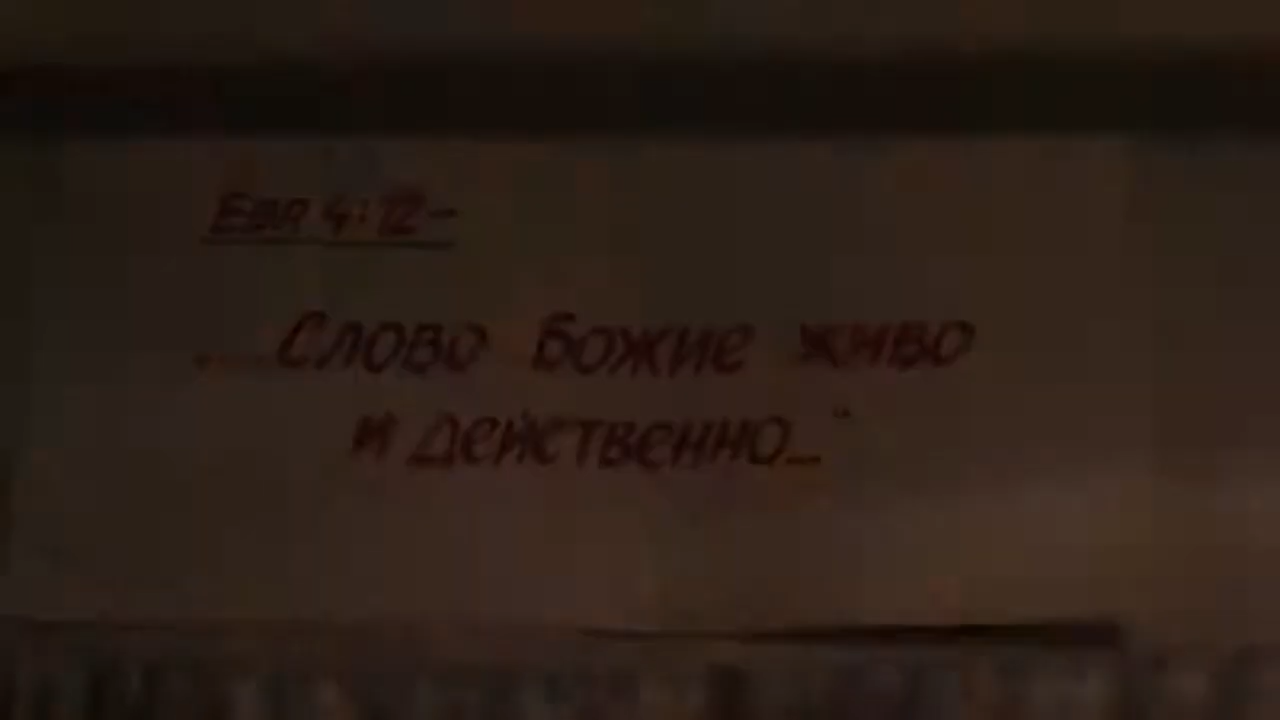 Евр 4:12-
„...Слово Божие живо
и действенно..."